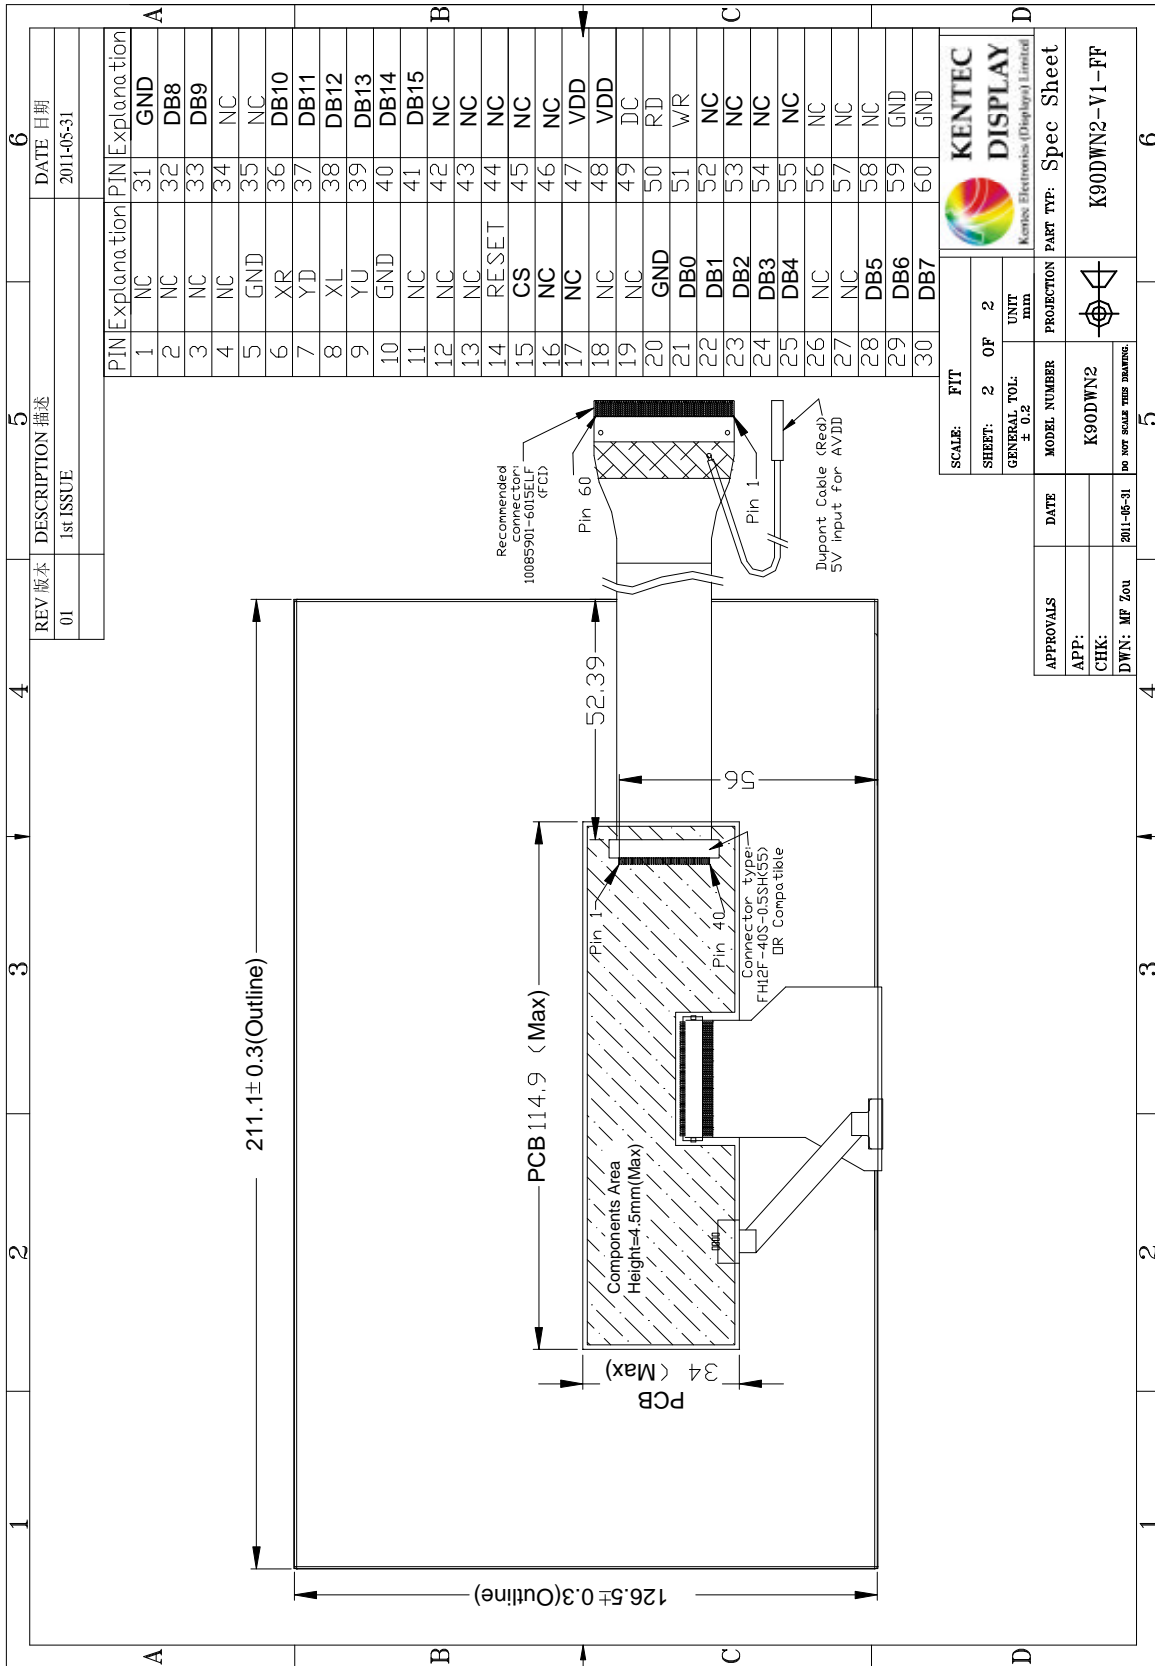 1 2 3 4 5 6
A B C D
REV 版本 DESCRIPTION 描述 DATE 日期
01 1st ISSUE 2011-05-31
211.1±0.3(Outline)
126.5±0.3(Outline)
PCB114.9 (Max)
PCB
34 (Max)
Components Area
Height=4.5mm(Max)
Pin 1
Pin 40
Connector type:
FH12F-40S-0.5SH(55)
OR Compatible
52.39
56
Recommended
connector:
10085901-6015ELF
(FCI)
Pin 60
Pin 1
Dupont Cable (Red)
5V input for AVDD
PIN Explanation PIN Explanation
1 NC 31 GND
2 NC 32 DB8
3 NC 33 DB9
4 NC 34 NC
5 GND 35 NC
6 XR 36 DB10
7 YD 37 DB11
8 XL 38 DB12
9 YU 39 DB13
10 GND 40 DB14
11 NC 41 DB15
12 NC 42 NC
13 NC 43 NC
14 RESET 44 NC
15 CS 45 NC
16 NC 46 NC
17 NC 47 VDD
18 NC 48 VDD
19 NC 49 DC
20 GND 50 RD
21 DB0 51 WR
22 DB1 52 NC
23 DB2 53 NC
24 DB3 54 NC
25 DB4 55 NC
26 NC 56 NC
27 NC 57 NC
28 DB5 58 NC
29 DB6 59 GND
30 DB7 60 GND
SCALE: FIT
SHEET: 2 OF 2
GENERAL TOL: ± 0.2
UNIT mm
KENTEC
DISPLAY
Kentec Electronics (Displays) Limited
APPROVALS DATE
APP:
CHK:
DWN: MF Zou 2011-05-31
MODEL NUMBER
K90DWN2
DO NOT SCALE THIS DRAWING.
PROJECTION
PART TYP: Spec Sheet
K90DWN2-V1-FF
A B C D
1 2 3 4 5 6